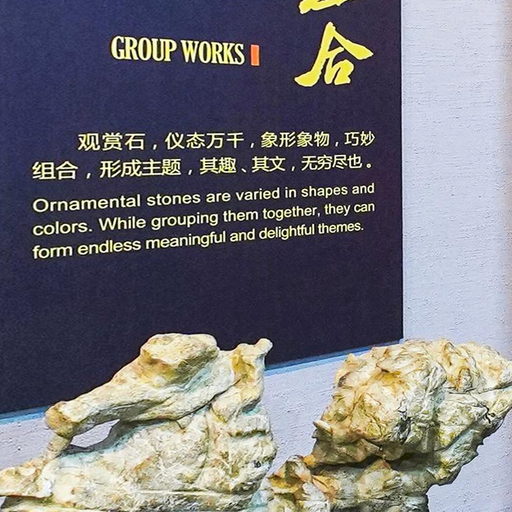 合
GROUP WORKS
观赏石，仪态万千，象形象物，巧妙
组合，形成主题，其趣、其文，无穷尽也。
Ornamental stones are varied in shapes and
colors. While grouping them together, they can
form endless meaningful and delightful themes.